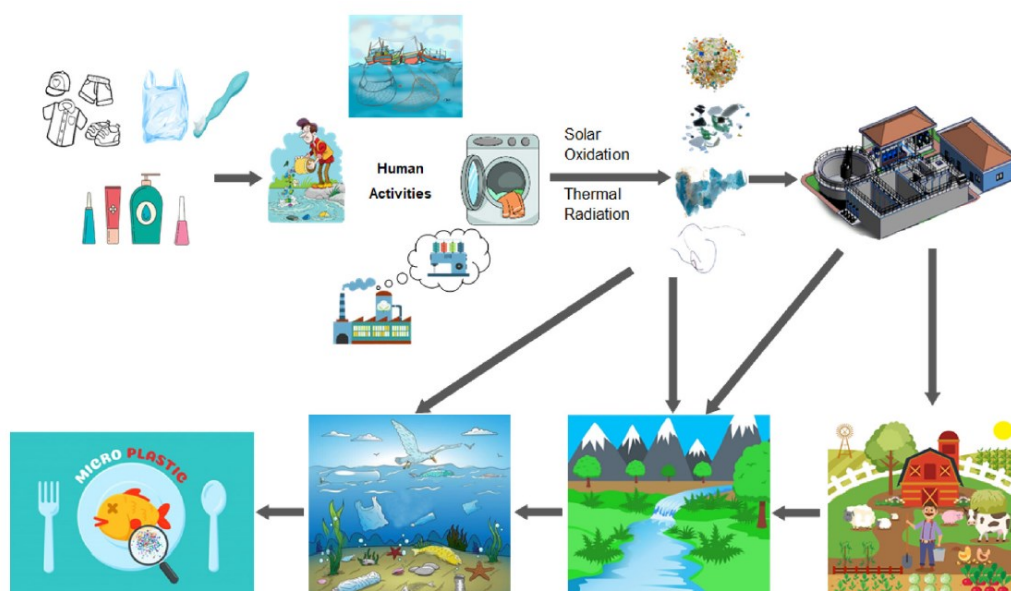 Human
Activities
Solar
Oxidation
Thermal
Radiation
MICRO PLASTIC